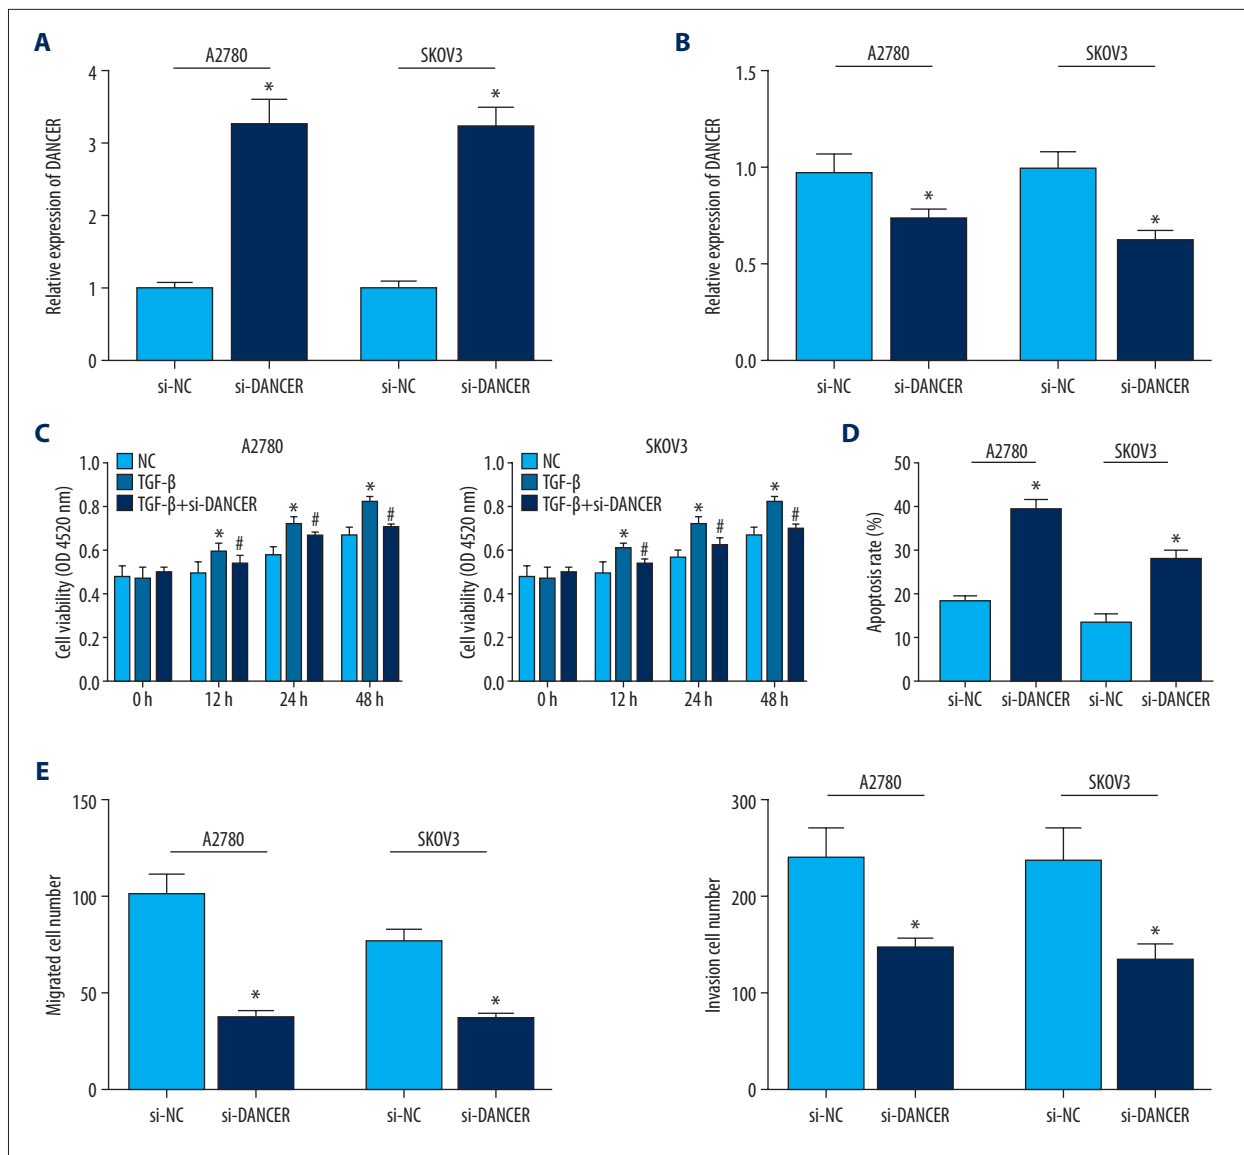 A
A2780
SKOV3
Relative expression of DANCER
4
3
2
1
0
*
*
si-NC
si-DANCER
si-NC
si-DANCER
B
A2780
SKOV3
Relative expression of DANCER
1.5
1.0
0.5
0.0
*
*
si-NC
si-DANCER
si-NC
si-DANCER
C
A2780
NC
TGF-β
TGF-β+si-DANCER
Cell viability (OD 4520 nm)
1.0
0.8
0.6
0.4
0.2
0.0
* # * # * #
0 h
12 h
24 h
48 h
SKOV3
NC
TGF-β
TGF-β+si-DANCER
Cell viability (OD 4520 nm)
1.0
0.8
0.6
0.4
0.2
0.0
* # * # * #
0 h
12 h
24 h
48 h
D
A2780
SKOV3
Apoptosis rate (%)
50
40
30
20
10
0
*
*
si-NC
si-DANCER
si-NC
si-DANCER
E
A2780
SKOV3
Migrated cell number
150
100
50
0
*
*
si-NC
si-DANCER
si-NC
si-DANCER
A2780
SKOV3
Invasion cell number
300
200
100
0
*
*
si-NC
si-DANCER
si-NC
si-DANCER